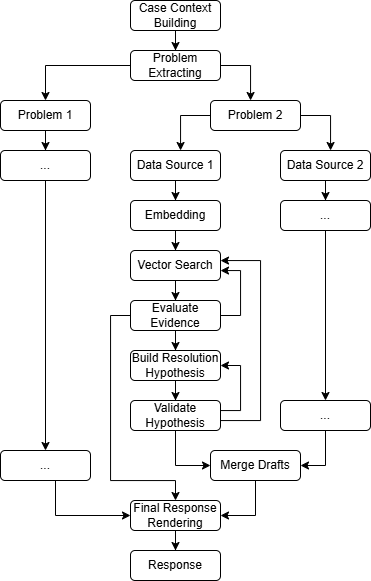 Case Context
Building
Problem
Extracting
Problem 1
Problem 2
...
Data Source 1
Data Source 2
Embedding
...
Vector Search
Evaluate
Evidence
Build Resolution
Hypothesis
Validate
Hypothesis
...
...
Merge Drafts
Final Response
Rendering
Response